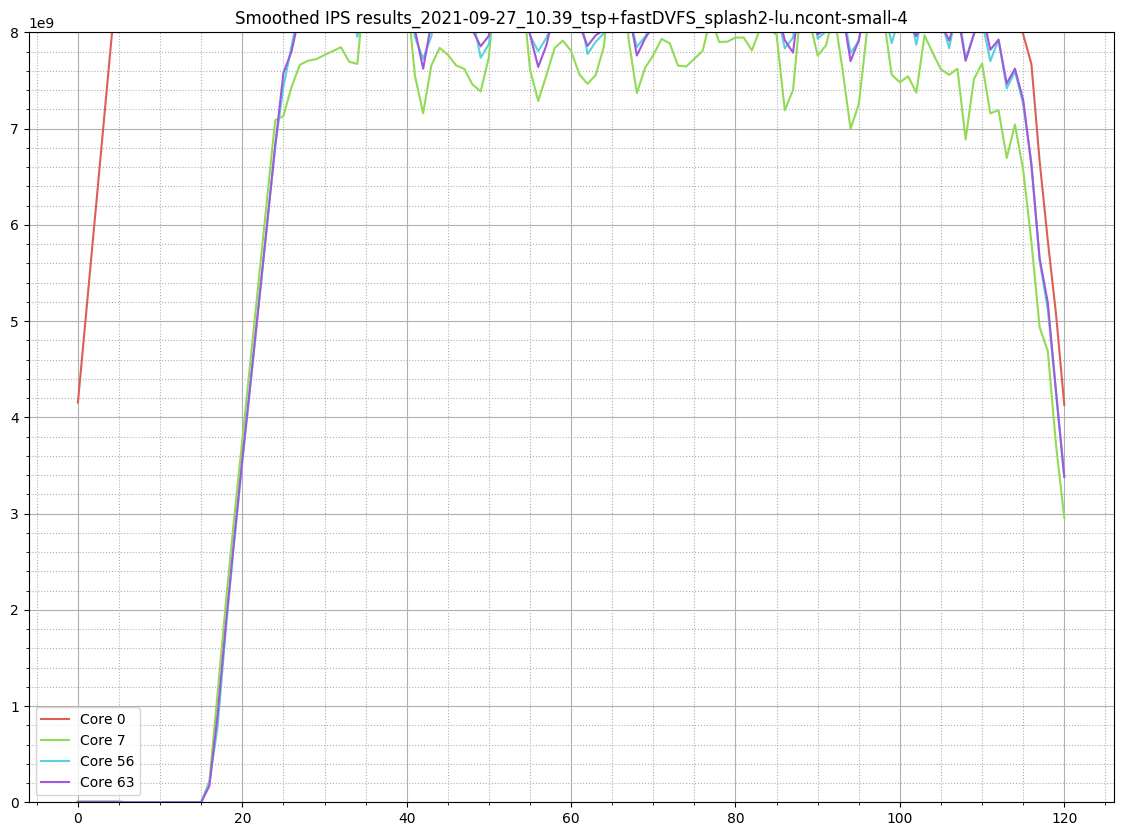 Smoothed IPS results_2021-09-27_10.39_tsp+fastDVFS_splash2-lu.ncont-small-4
1e9
8
7
6
5
4
3
2
1
0
Core 0
Core 7
Core 56
Core 63
0 20 40 60 80 100 120